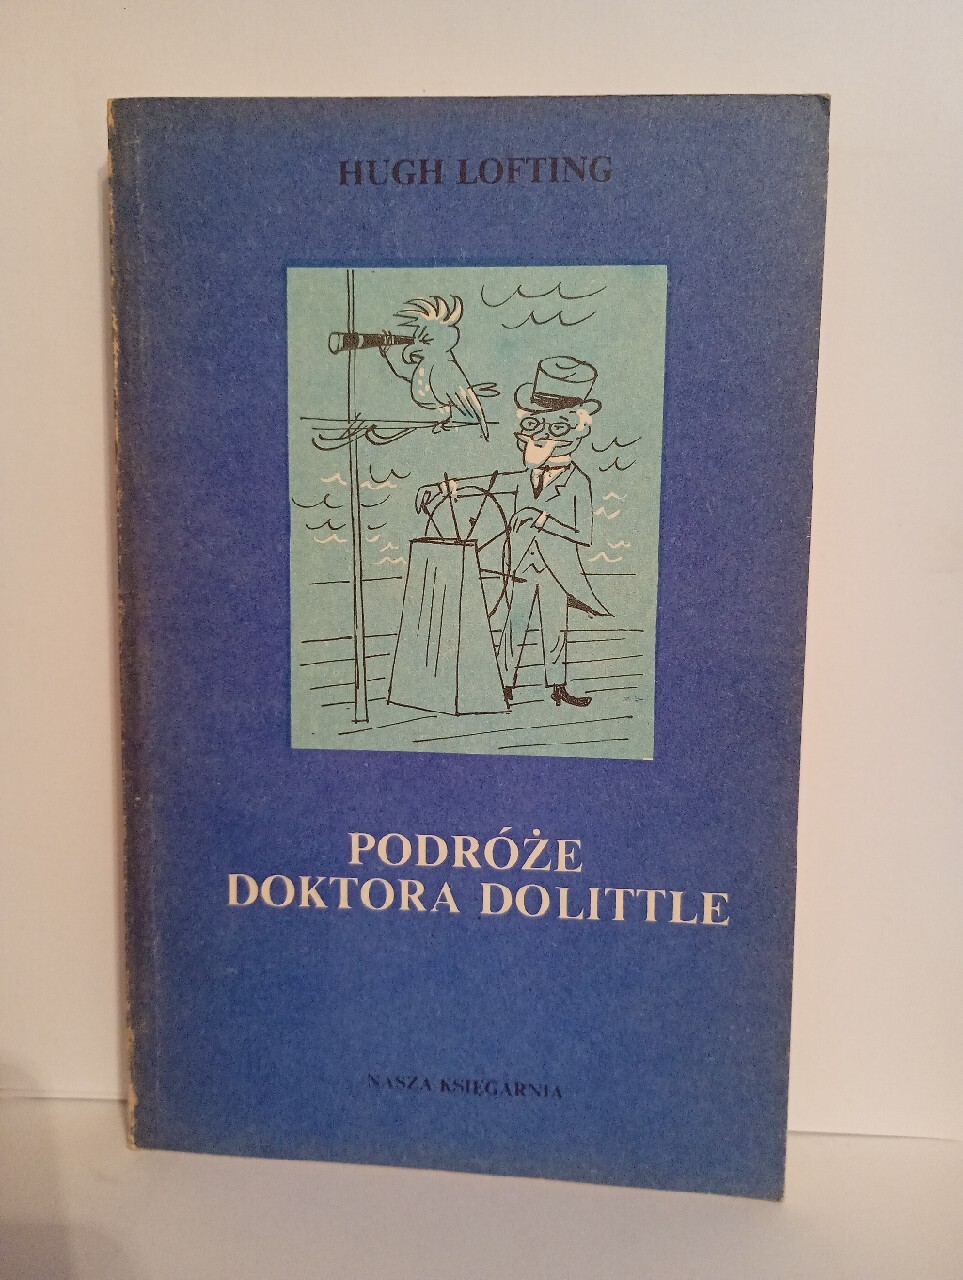 HUGH LOFTING
PODRÓŻE
DOKTORA DOLITTLE
NASZA KSIĘGARNIA